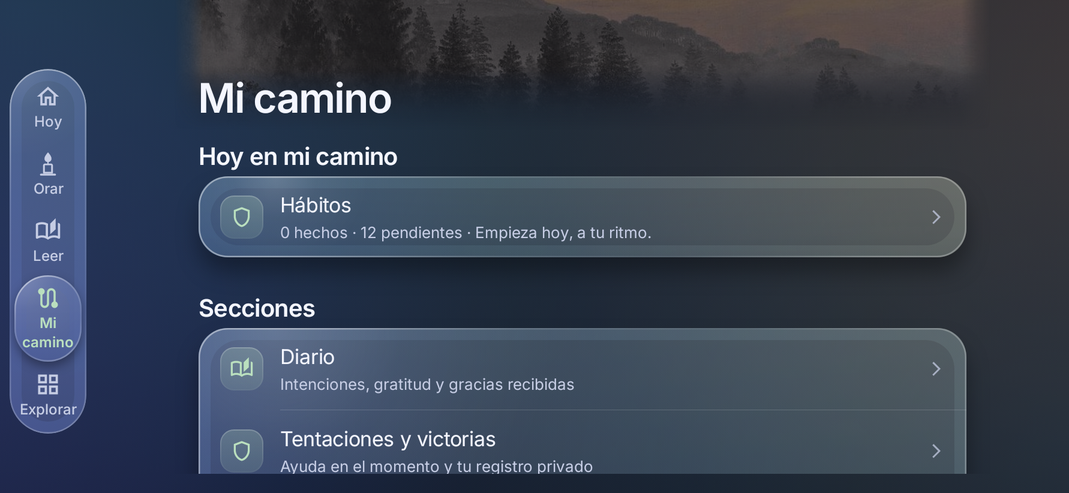 Hoy
Orar
Leer
Mi
camino
Explorar
Mi camino
Hoy en mi camino
Hábitos
0 hechos · 12 pendientes · Empieza hoy, a tu ritmo.
Secciones
Diario
Intenciones, gratitud y gracias recibidas
Tentaciones y victorias
Ayuda en el momento y tu registro privado